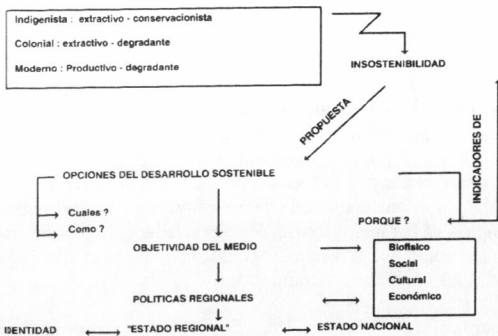 Indigenista : extractivo - conservacionista
Colonial : extractivo - degradante
Moderno : Productivo - degradante
INSOSTENIBILIDAD
PROPUESTA
INDICADORES DE
OPCIONES DEL DESARROLLO SOSTENIBLE
Cuales ?
Como ?
PORQUE ?
OBJETIVIDAD DEL MEDIO
Biofísico
Social
Cultural
Económico
POLITICAS REGIONALES
IDENTIDAD
"ESTADO REGIONAL"
ESTADO NACIONAL